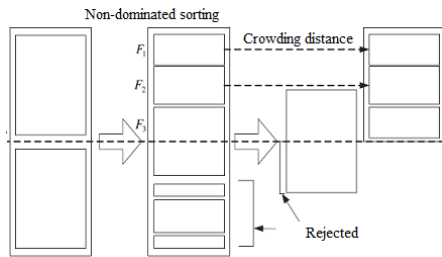 Non-dominated sorting
Crowding distance
F1
F2
F3
Rejected